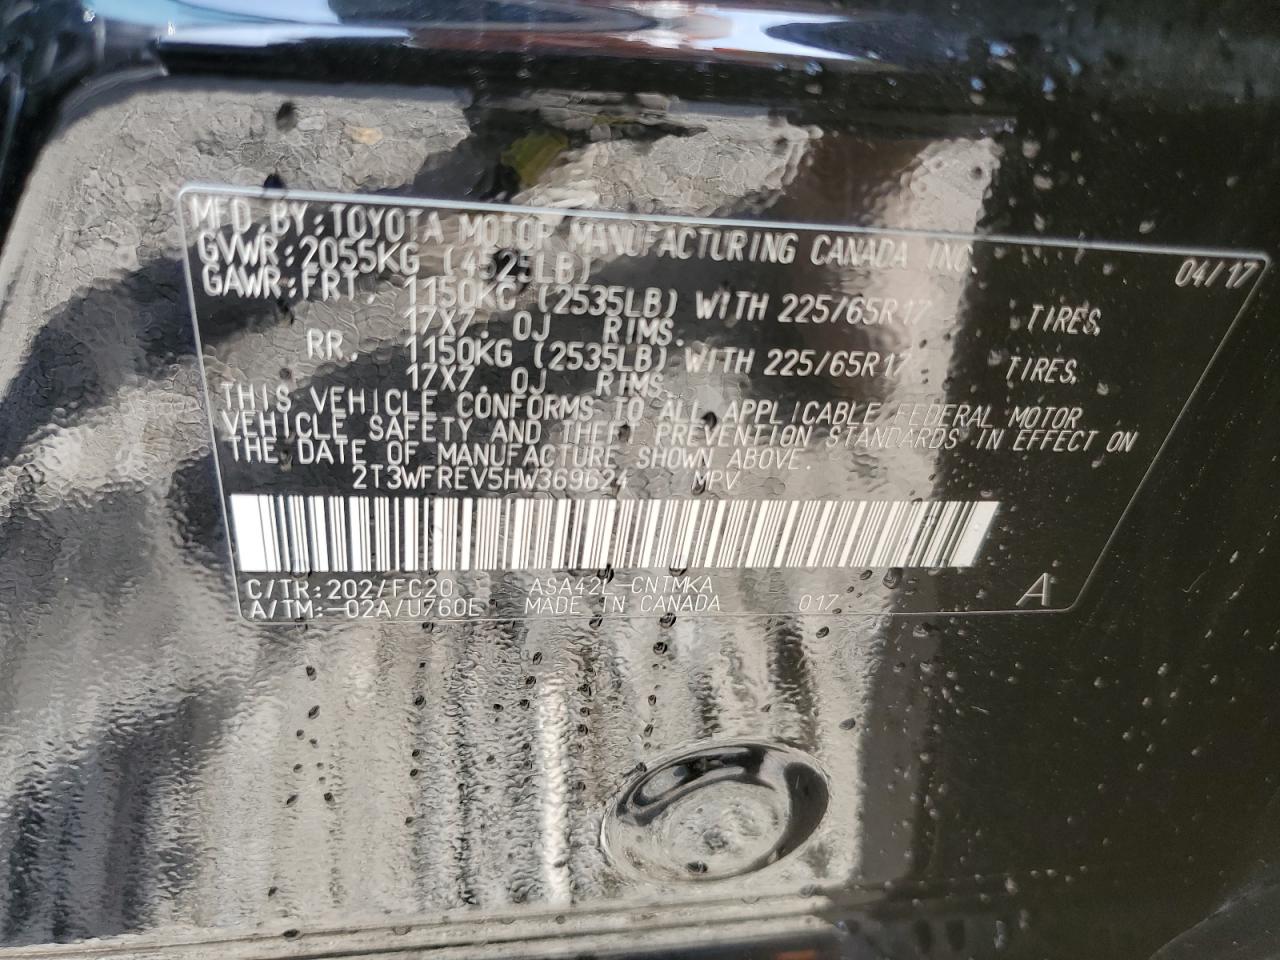 MFD. BY: TOYOTA MOTOR MANUFACTURING CANADA INC. 04/17
GVWR: 2055KG (4525LB)
GAWR: FRT. 1150KG (2535LB) WITH 225/65R17 TIRES,
17X7. 0J RIMS.
RR. 1150KG (2535LB) WITH 225/65R17 TIRES,
17X7. 0J RIMS.
THIS VEHICLE CONFORMS TO ALL APPLICABLE FEDERAL MOTOR
VEHICLE SAFETY AND THEFT PREVENTION STANDARDS IN EFFECT ON
THE DATE OF MANUFACTURE SHOWN ABOVE.
2T3WFREV5HW369624 MPV
C/TR: 202/FC20 ASA42L-CNTMKA
A/TM: -02A/U760E MADE IN CANADA 017 A